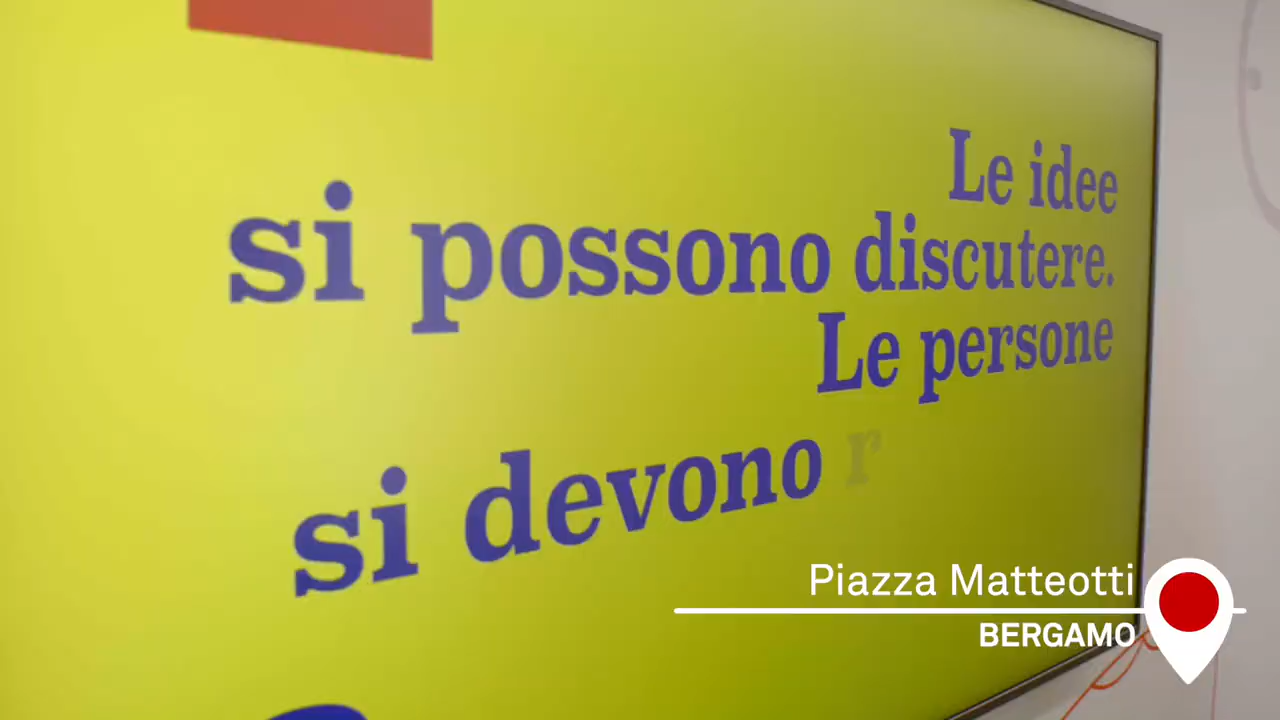 Le idee
si possono discutere.
Le persone
si devono r
Piazza Matteotti
BERGAMO